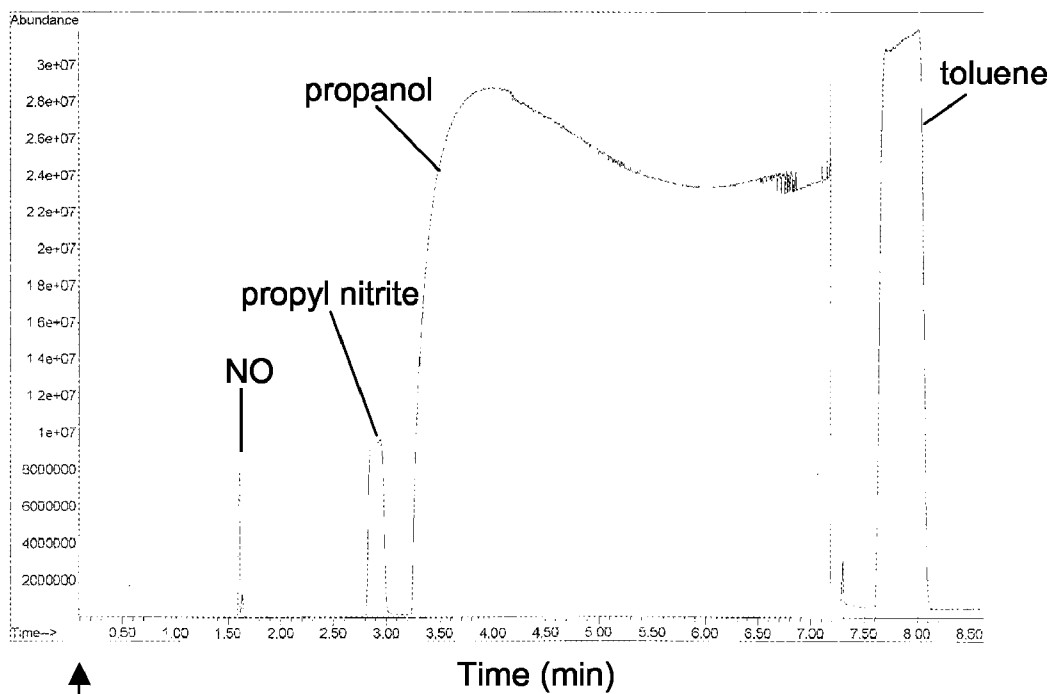 Abundance
3e+07
2.8e+07
2.6e+07
2.4e+07
2.2e+07
2e+07
1.8e+07
1.6e+07
1.4e+07
1.2e+07
1e+07
8000000
6000000
4000000
2000000
propanol
toluene
propyl nitrite
NO
Time--> 0.50 1.00 1.50 2.00 2.50 3.00 3.50 4.00 4.50 5.00 5.50 6.00 6.50 7.00 7.50 8.00 8.50
Time (min)